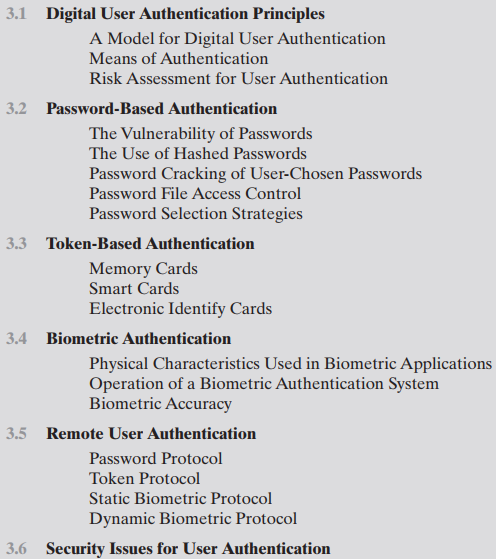 3.1 Digital User Authentication Principles
A Model for Digital User Authentication
Means of Authentication
Risk Assessment for User Authentication
3.2 Password-Based Authentication
The Vulnerability of Passwords
The Use of Hashed Passwords
Password Cracking of User-Chosen Passwords
Password File Access Control
Password Selection Strategies
3.3 Token-Based Authentication
Memory Cards
Smart Cards
Electronic Identify Cards
3.4 Biometric Authentication
Physical Characteristics Used in Biometric Applications
Operation of a Biometric Authentication System
Biometric Accuracy
3.5 Remote User Authentication
Password Protocol
Token Protocol
Static Biometric Protocol
Dynamic Biometric Protocol
3.6 Security Issues for User Authentication